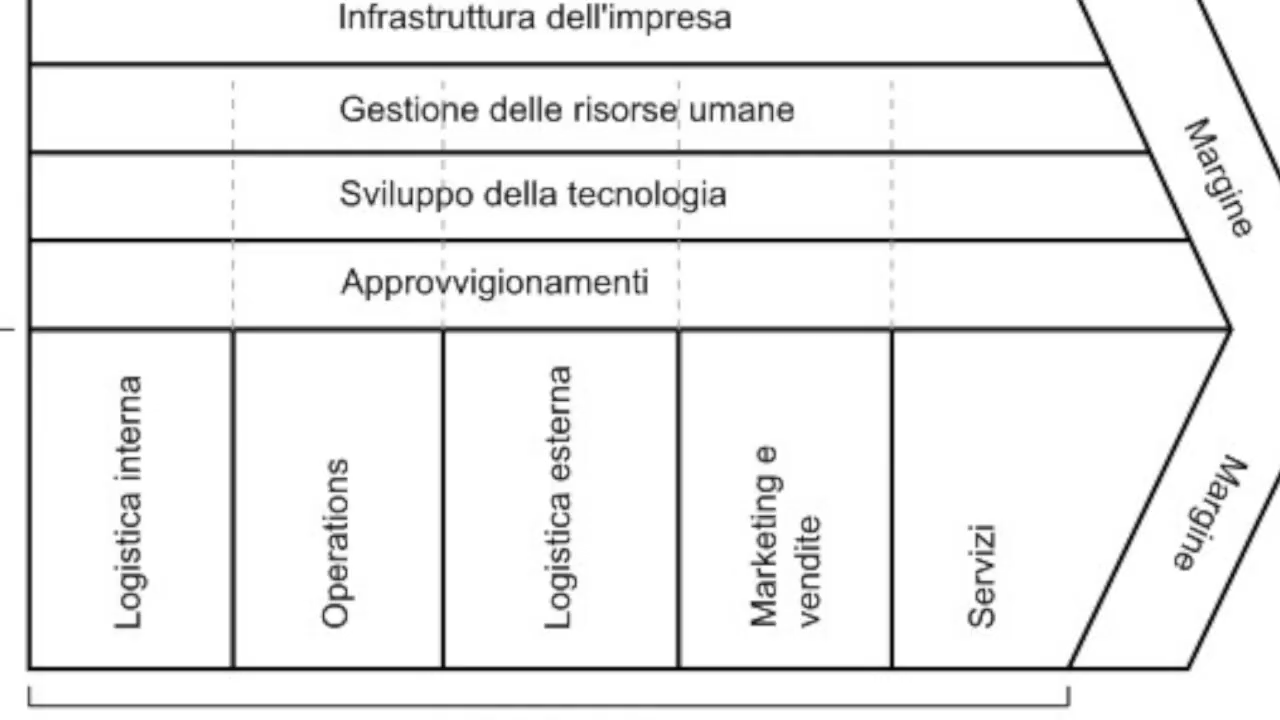 Infrastruttura dell'impresa
Gestione delle risorse umane
Sviluppo della tecnologia
Approvvigionamenti
Margine
Logistica interna
Operations
Logistica esterna
Marketing e
vendite
Servizi
Margine